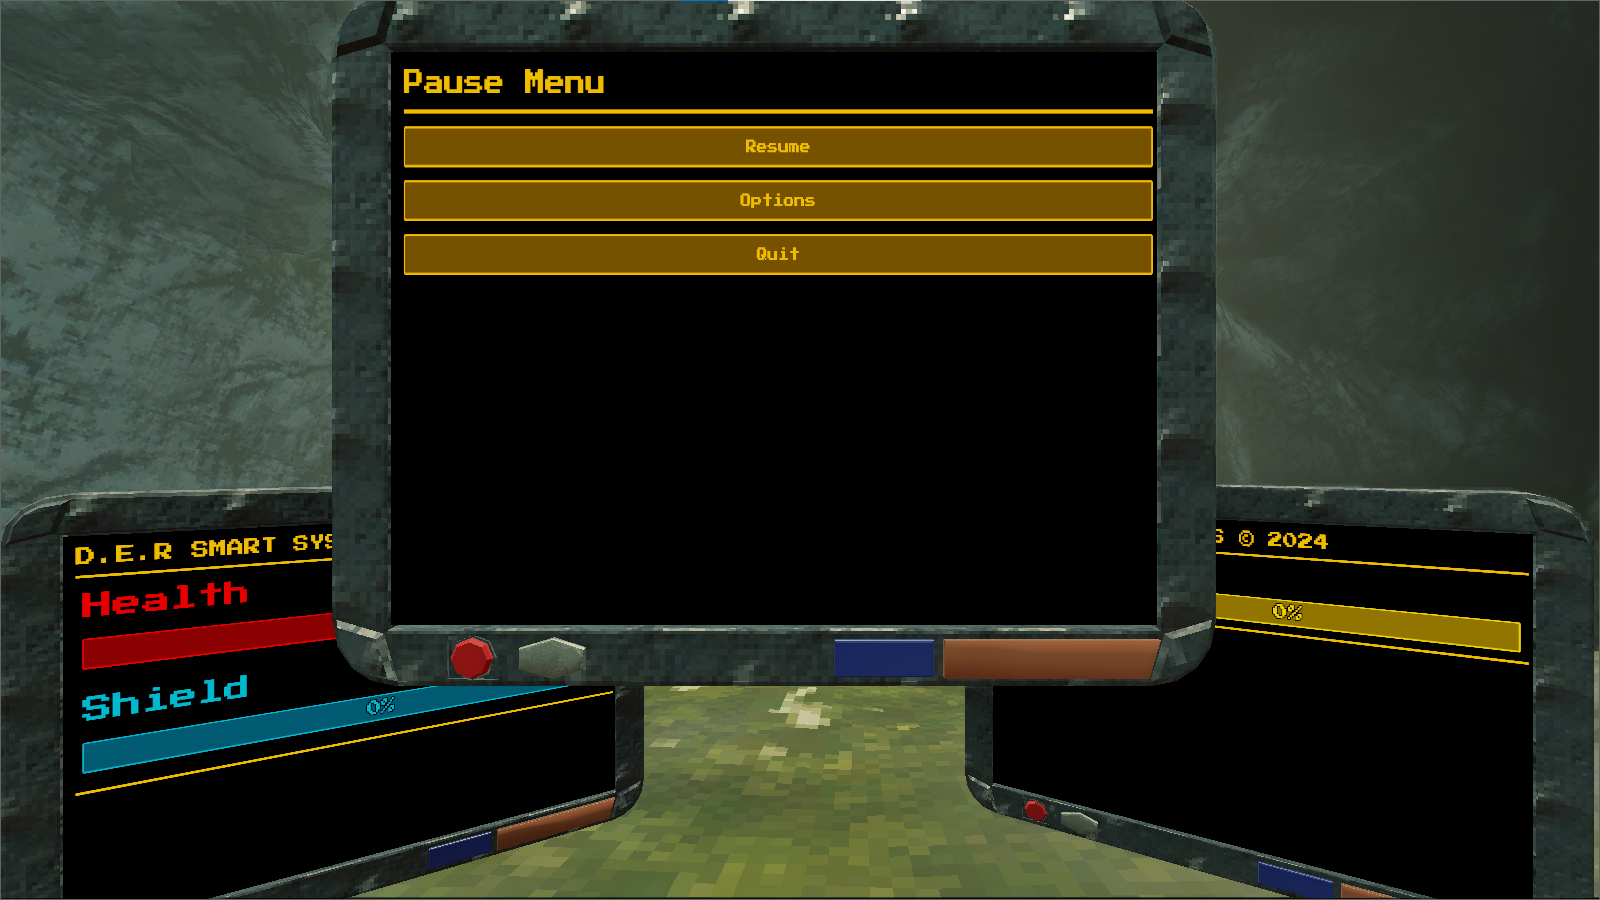 Pause Menu
Resume
Options
Quit
D.E.R SMART SYS
© 2024
Health
0%
Shield
0%